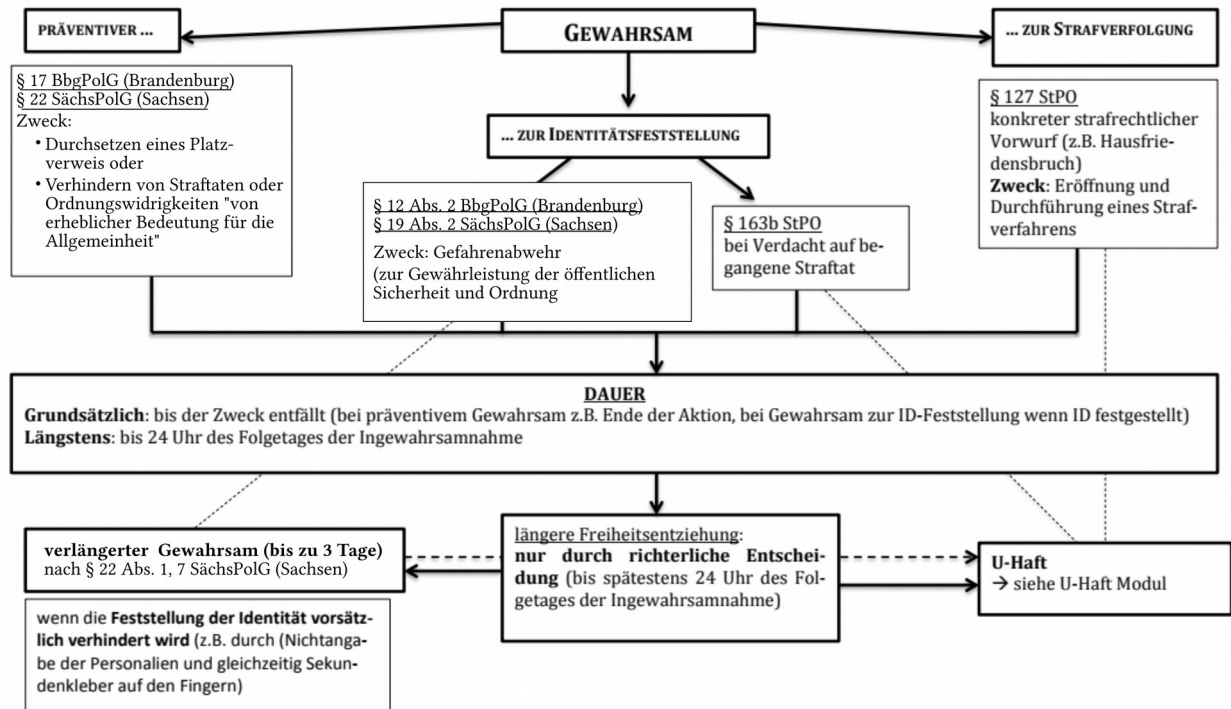 GEWAHRSAM
PRÄVENTIVER ...
§ 17 BbgPolG (Brandenburg)
§ 22 SächsPolG (Sachsen)
Zweck:
• Durchsetzen eines Platz-
verweis oder
• Verhindern von Straftaten oder
Ordnungswidrigkeiten "von
erheblicher Bedeutung für die
Allgemeinheit"
... ZUR IDENTITÄTSFESTSTELLUNG
§ 12 Abs. 2 BbgPolG (Brandenburg)
§ 19 Abs. 2 SächsPolG (Sachsen)
Zweck: Gefahrenabwehr
(zur Gewährleistung der öffentlichen
Sicherheit und Ordnung
§ 163b StPO
bei Verdacht auf be-
gangene Straftat
... ZUR STRAFVERFOLGUNG
§ 127 StPO
konkreter strafrechtlicher
Vorwurf (z.B. Hausfrie-
densbruch)
Zweck: Eröffnung und
Durchführung eines Straf-
verfahrens
DAUER
Grundsätzlich: bis der Zweck entfällt (bei präventivem Gewahrsam z.B. Ende der Aktion, bei Gewahrsam zur ID-Feststellung wenn ID festgestellt)
Längstens: bis 24 Uhr des Folgetages der Ingewahrsamnahme
verlängerter Gewahrsam (bis zu 3 Tage)
nach § 22 Abs. 1, 7 SächsPolG (Sachsen)
wenn die Feststellung der Identität vorsätz-
lich verhindert wird (z.B. durch (Nichtanga-
be der Personalien und gleichzeitig Sekun-
denkleber auf den Fingern)
längere Freiheitsentziehung:
nur durch richterliche Entschei-
dung (bis spätestens 24 Uhr des Fol-
getages der Ingewahrsamnahme)
U-Haft
→ siehe U-Haft Modul